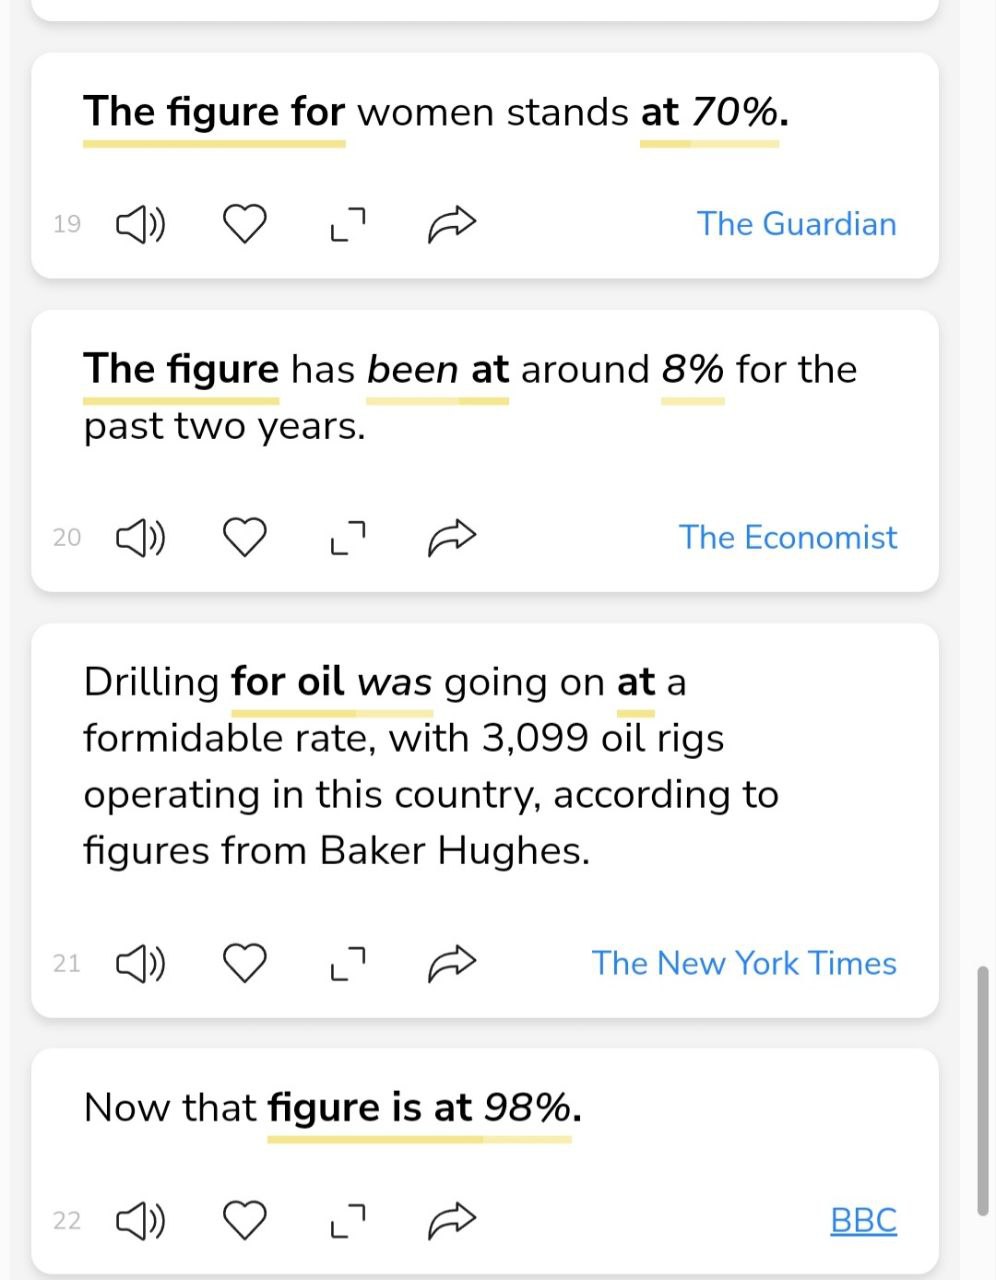 The figure for women stands at 70%.
19
The Guardian
The figure has been at around 8% for the
past two years.
20
The Economist
Drilling for oil was going on at a
formidable rate, with 3,099 oil rigs
operating in this country, according to
figures from Baker Hughes.
21
The New York Times
Now that figure is at 98%.
22
BBC